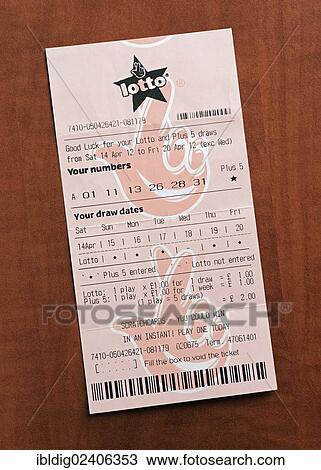 lotto
®
7410-050426421-081179
Good Luck for your Lotto and Plus 5 draws
from Sat 14 Apr 12 to Fri 20 Apr 12 (exc Wed)
Your numbers Plus 5
A 01 11 13 26 28 31 ★
Your draw dates
Sat Sun Mon Tue Wed Thu Fri
14Apr | 15 | 16 | 17 | 18 | 19 | 20
Lotto
Plus 5 entered Lotto not entered
Lotto: 1 play x £1.00 for 1 draw = £ 1.00
Plus 5: 1 play x £1.00 for 1 week = £ 1.00
(1 play = 5 draws)
= £ 2.00
SCRATCHCARDS - YOU COULD WIN
IN AN INSTANT! PLAY ONE TODAY
7410-050426421-081179 020675 Term. 47061401
Fill the box to void the ticket
FOTOSEARCH
ibldig02406353 www.fotosearch.com